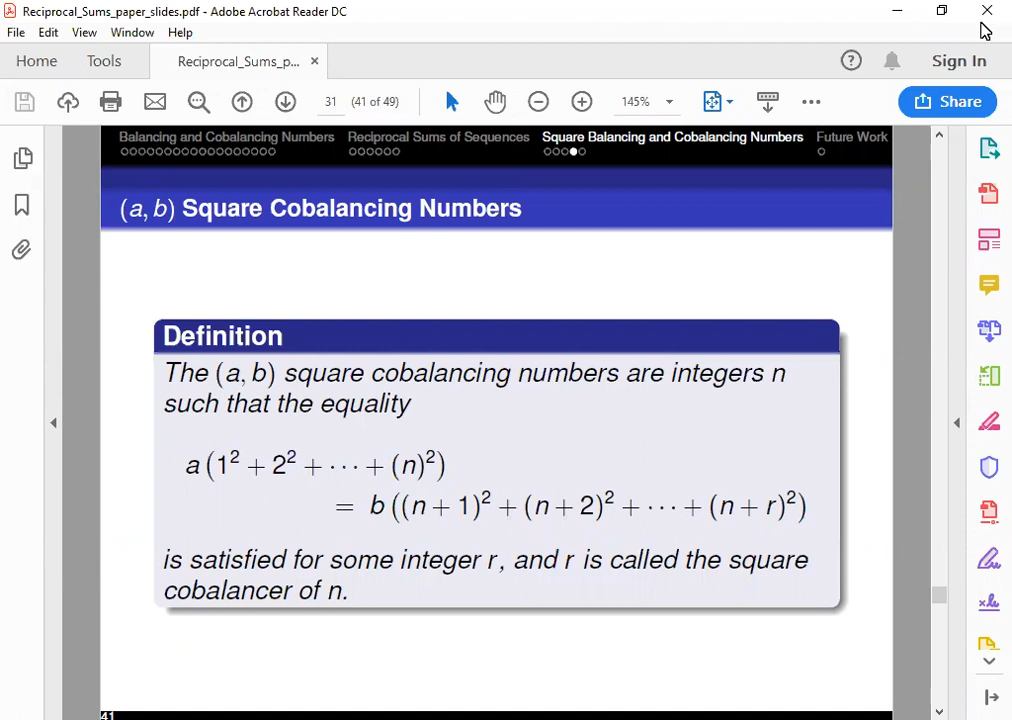 Reciprocal_Sums_paper_slides.pdf - Adobe Acrobat Reader DC
File Edit View Window Help
Home Tools Reciprocal_Sums_p... × Sign In
31 (41 of 49) 145% Share
Balancing and Cobalancing Numbers Reciprocal Sums of Sequences Square Balancing and Cobalancing Numbers Future Work
(a, b) Square Cobalancing Numbers
Definition
The (a, b) square cobalancing numbers are integers n
such that the equality
a(1² + 2² + ··· + (n)²)
= b((n + 1)² + (n + 2)² + ··· + (n + r)²)
is satisfied for some integer r, and r is called the square
cobalancer of n.
41